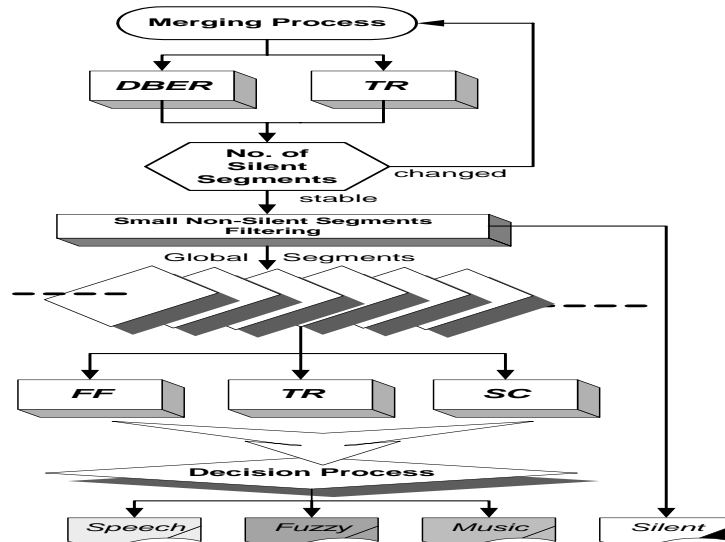 Merging Process
DBER
TR
No. of
Silent
Segments
changed
stable
Small Non-Silent Segments
Filtering
Global Segments
FF
TR
SC
Decision Process
Speech
Fuzzy
Music
Silent